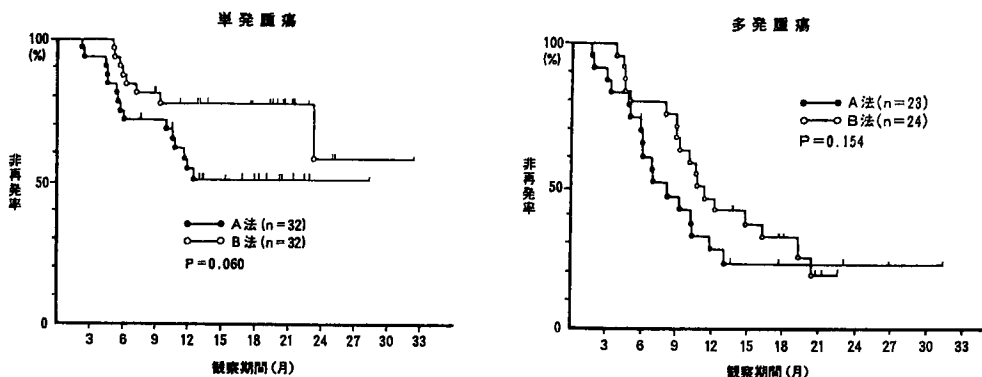 単発腫瘍
100
(%)
非再発率
50
0
A法(n=32)
B法(n=32)
P=0.060
3 6 9 12 15 18 21 24 27 30 33
観察期間(月)
多発腫瘍
100
(%)
非再発率
50
0
A法(n=23)
B法(n=24)
P=0.154
3 6 9 12 15 18 21 24 27 30 33
観察期間(月)